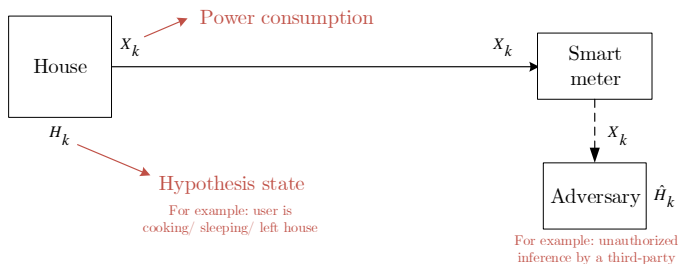 Power consumption
X_k
X_k
House
Smart
meter
H_k
X_k
Hypothesis state
Adversary
Ĥ_k
For example: user is
cooking/ sleeping/ left house
For example: unauthorized
inference by a third-party